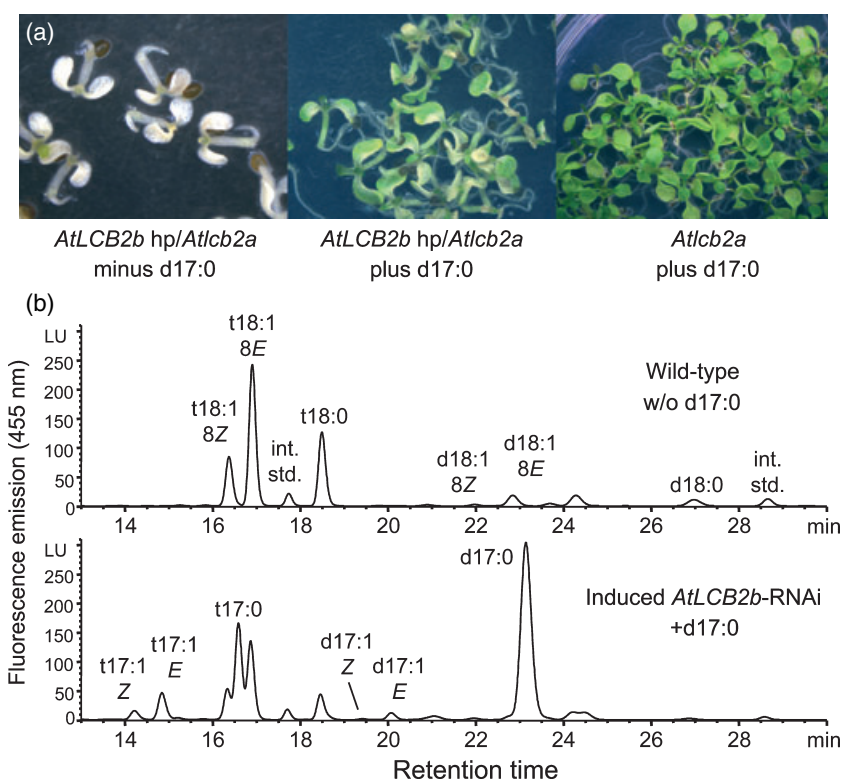 (a)
AtLCB2b hp/Atlcb2a
minus d17:0
AtLCB2b hp/Atlcb2a
plus d17:0
Atlcb2a
plus d17:0
(b)
Fluorescence emission (455 nm)
LU
250
200
150
100
50
0
t18:1
8Z
t18:1
8E
int.
std.
t18:0
d18:1
8Z
d18:1
8E
d18:0
int.
std.
Wild-type
w/o d17:0
14
16
18
20
22
24
26
28
min
LU
250
200
150
100
50
0
t17:1
Z
t17:1
E
t17:0
d17:1
Z
d17:1
E
d17:0
Induced AtLCB2b-RNAi
+d17:0
14
16
18
20
22
24
26
28
min
Retention time